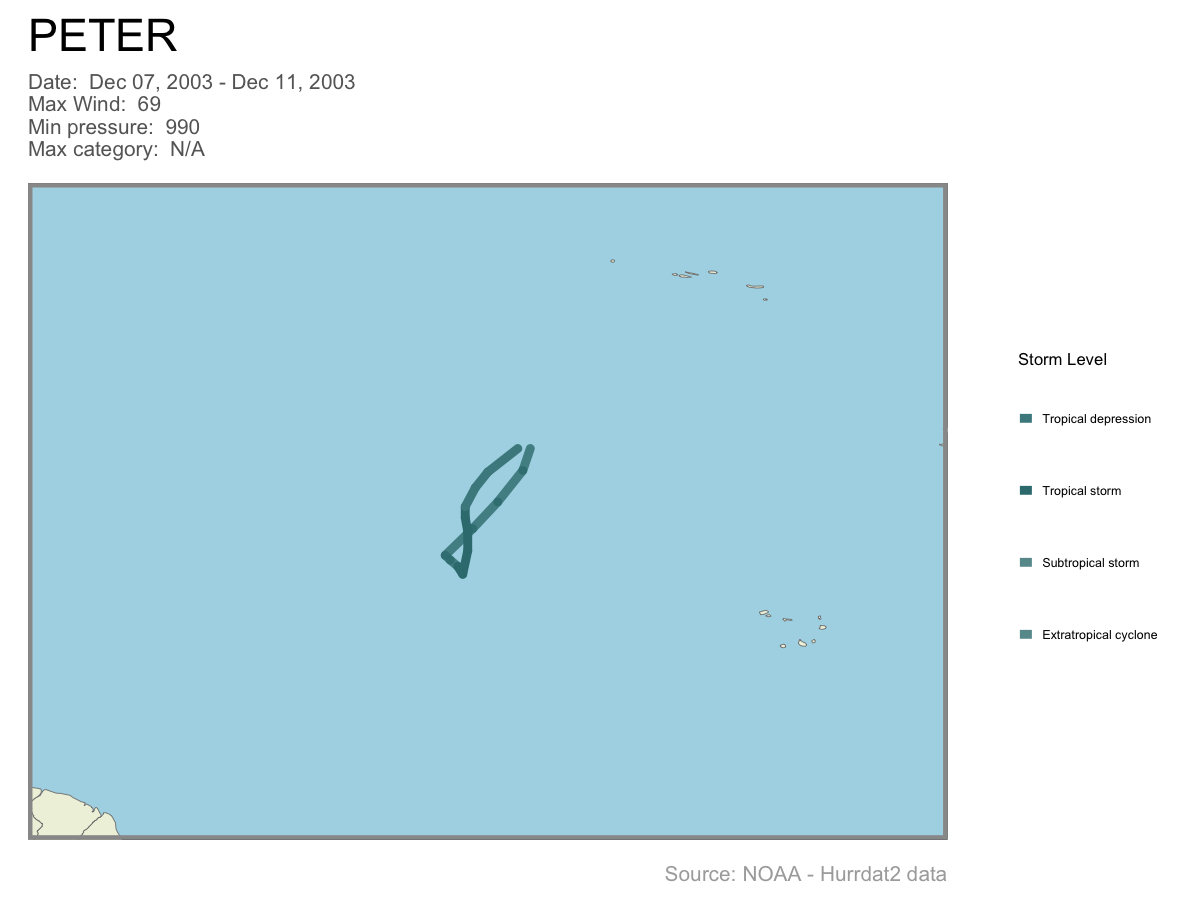 PETER
Date:  Dec 07, 2003 - Dec 11, 2003
Max Wind:  69
Min pressure:  990
Max category:  N/A
Storm Level
Tropical depression
Tropical storm
Subtropical storm
Extratropical cyclone
Source: NOAA - Hurrdat2 data